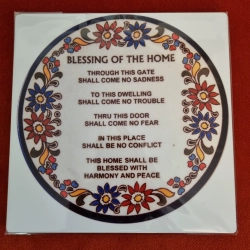 BLESSING OF THE HOME
THROUGH THIS GATE
SHALL COME NO SADNESS
TO THIS DWELLING
SHALL COME NO TROUBLE
THRU THIS DOOR
SHALL COME NO FEAR
IN THIS PLACE
SHALL BE NO CONFLICT
THIS HOME SHALL BE
BLESSED WITH
HARMONY AND PEACE